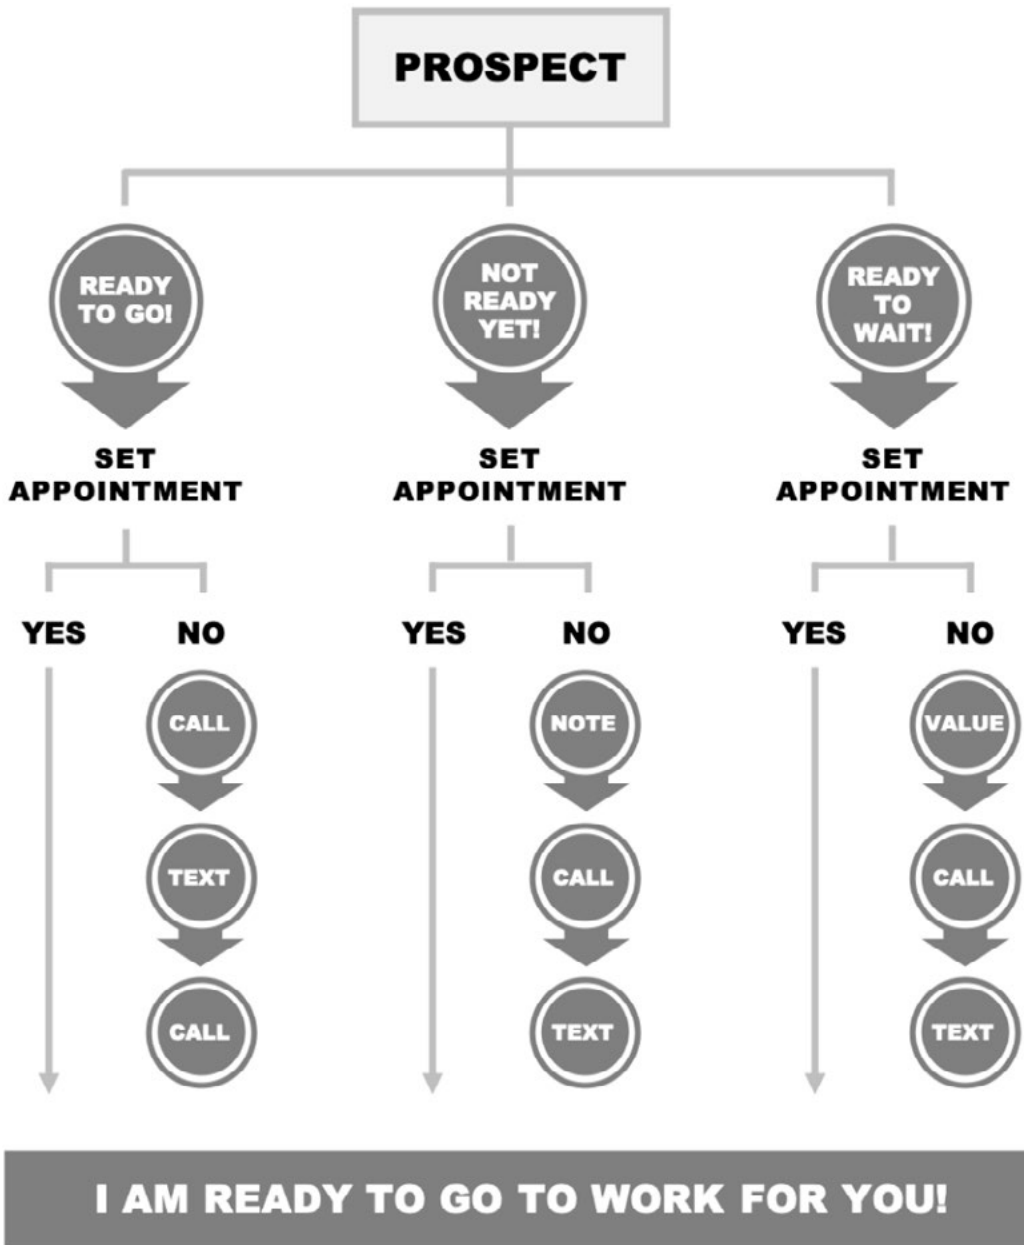 PROSPECT
READY
TO GO!
NOT
READY
YET!
READY
TO
WAIT!
SET
APPOINTMENT
SET
APPOINTMENT
SET
APPOINTMENT
YES NO
YES NO
YES NO
CALL
NOTE
VALUE
TEXT
CALL
CALL
CALL
TEXT
TEXT
I AM READY TO GO TO WORK FOR YOU!